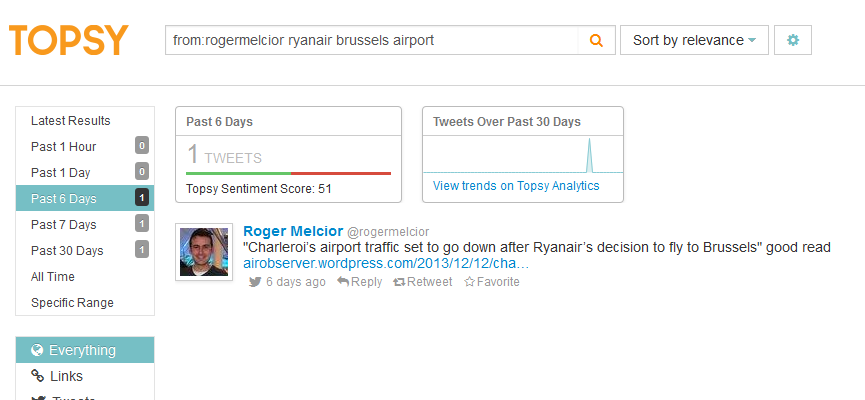 TOPSY
from:rogermelcior ryanair brussels airport
Sort by relevance
Latest Results
Past 1 Hour 0
Past 1 Day 0
Past 6 Days 1
Past 7 Days 1
Past 30 Days 1
All Time
Specific Range
Everything
Links
Tweets
Past 6 Days
1 TWEETS
Topsy Sentiment Score: 51
Tweets Over Past 30 Days
View trends on Topsy Analytics
Roger Melcior @rogermelcior
"Charleroi's airport traffic set to go down after Ryanair's decision to fly to Brussels" good read
airobserver.wordpress.com/2013/12/12/cha…
6 days ago Reply Retweet Favorite